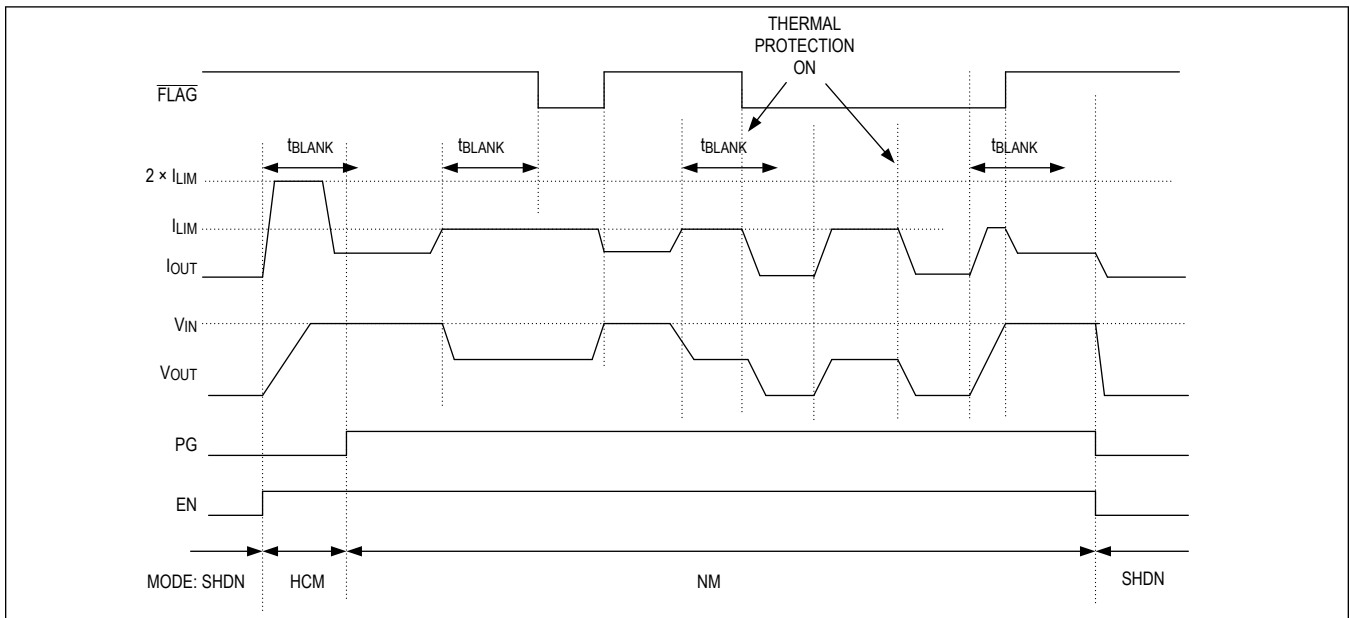 THERMAL
PROTECTION
ON
FLAG
tBLANK
tBLANK
tBLANK
tBLANK
2 × ILIM
ILIM
IOUT
VIN
VOUT
PG
EN
MODE: SHDN
HCM
NM
SHDN